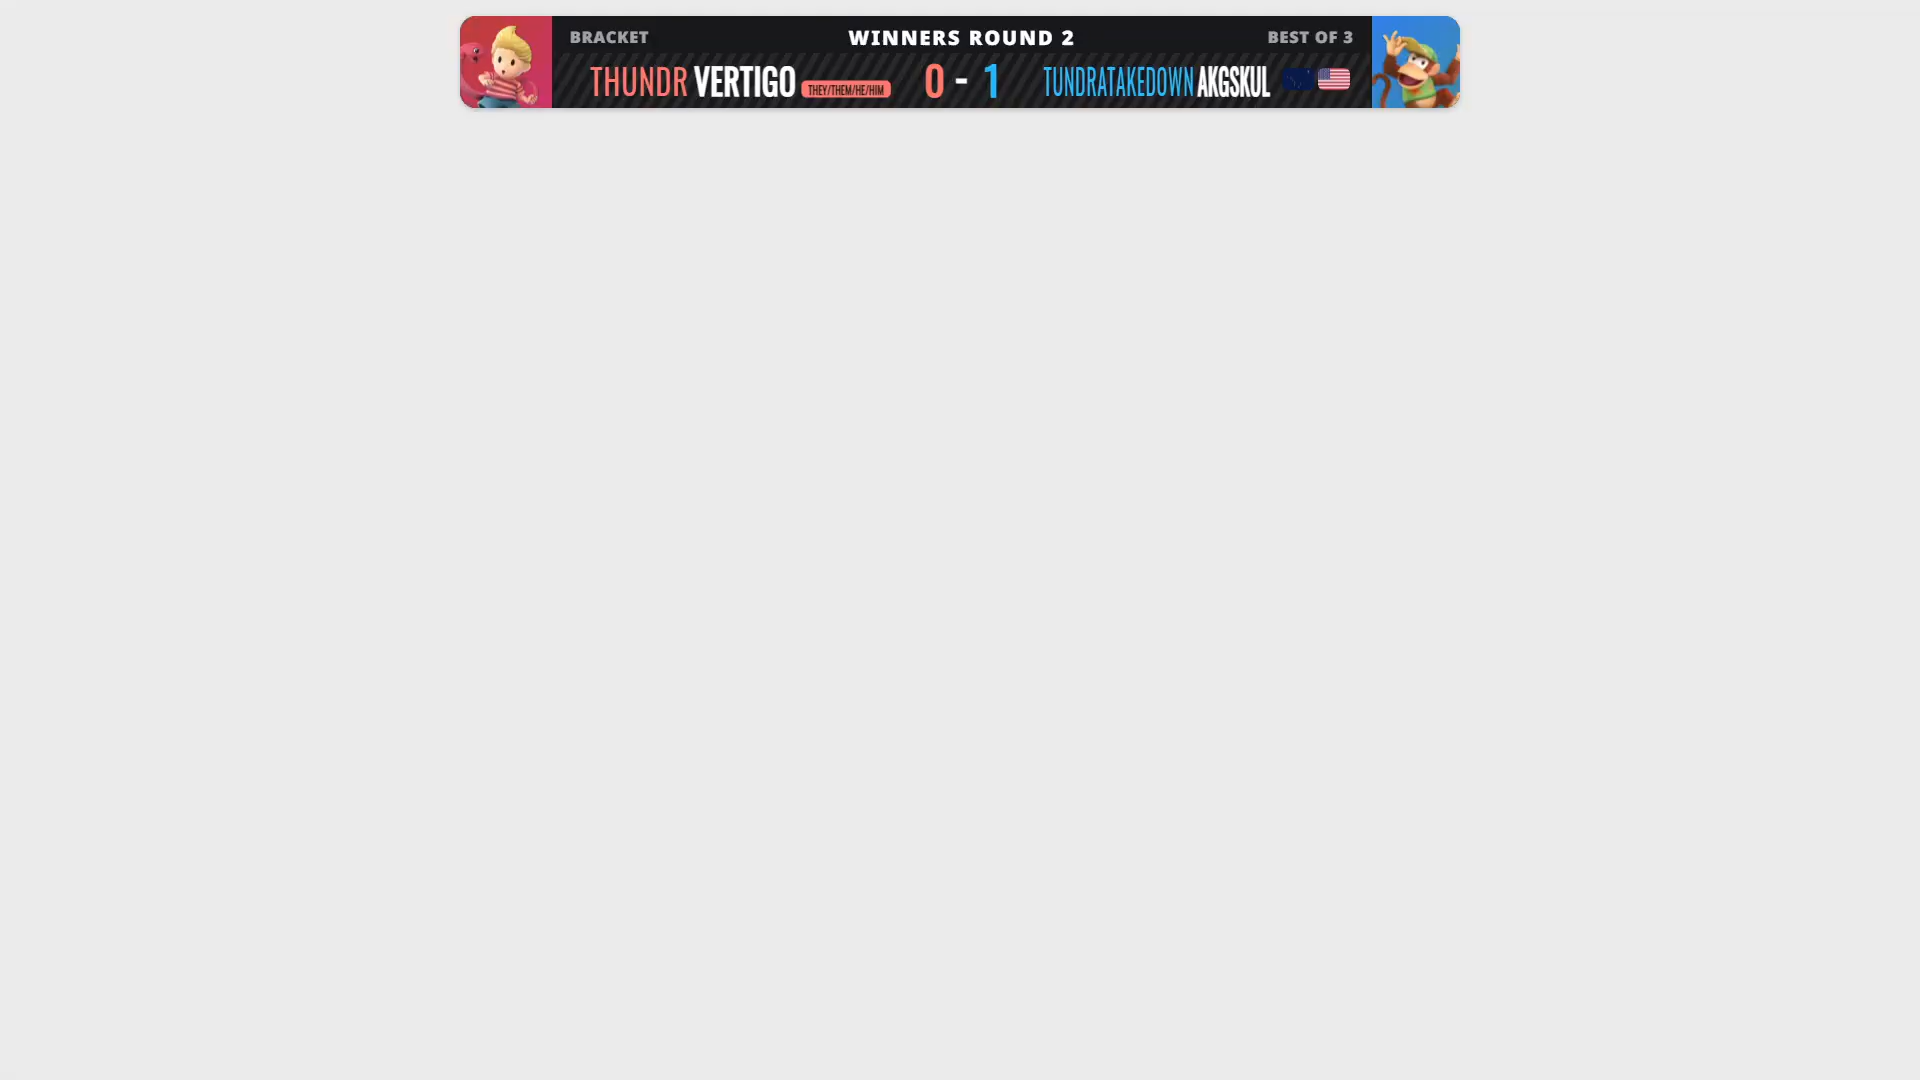 BRACKET WINNERS ROUND 2 BEST OF 3
THUNDR VERTIGO THEY/THEM/HE/HIM 0 - 1 TUNDRATAKEDOWN AKGSKUL